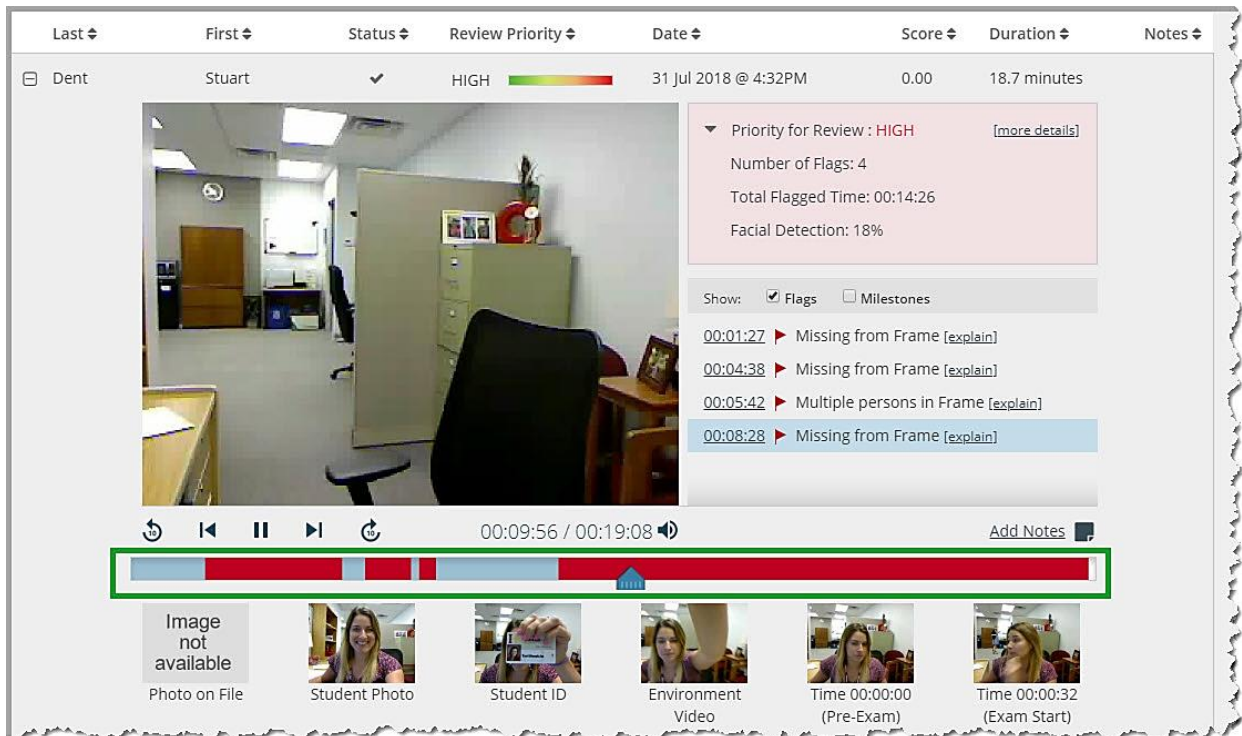 Last First Status Review Priority Date Score Duration Notes
Dent Stuart HIGH 31 Jul 2018 @ 4:32PM 0.00 18.7 minutes
Priority for Review : HIGH [more details]
Number of Flags: 4
Total Flagged Time: 00:14:26
Facial Detection: 18%
Show: Flags Milestones
00:01:27 Missing from Frame [explain]
00:04:38 Missing from Frame [explain]
00:05:42 Multiple persons in Frame [explain]
00:08:28 Missing from Frame [explain]
10 10 00:09:56 / 00:19:08 Add Notes
Image
not
available
Photo on File Student Photo Student ID Environment Video Time 00:00:00 (Pre-Exam) Time 00:00:32 (Exam Start)